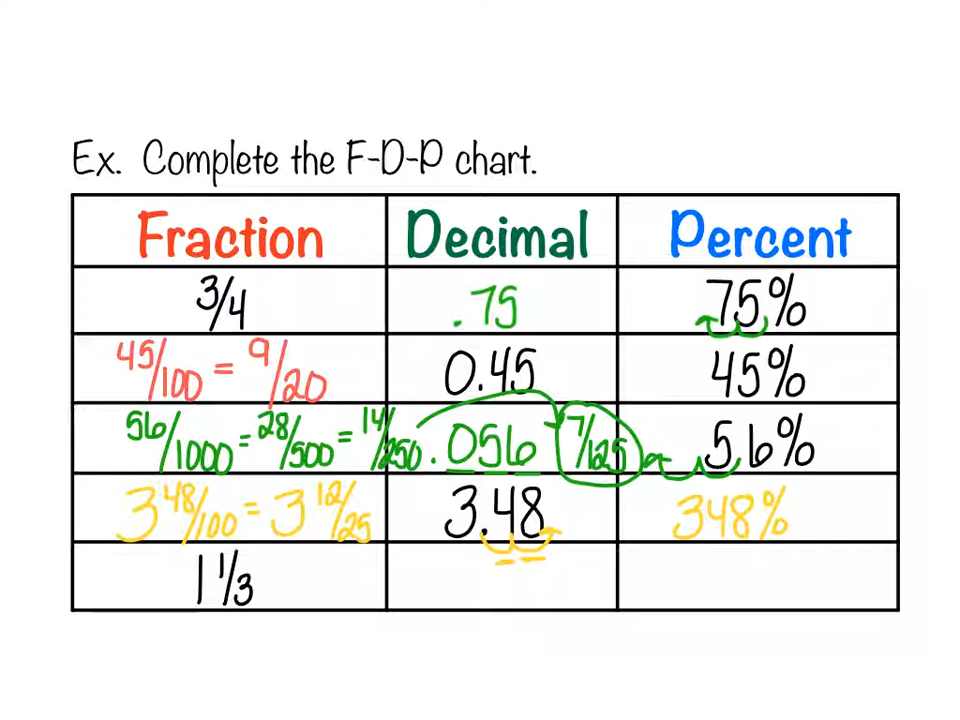 Ex. Complete the F-D-P chart.
Fraction Decimal Percent
3/4 .75 75%
45/100 = 9/20 0.45 45%
56/1000 = 28/500 = 14/250 .056 7/125 5.6%
3 48/100 = 3 12/25 3.48 348%
1 1/3